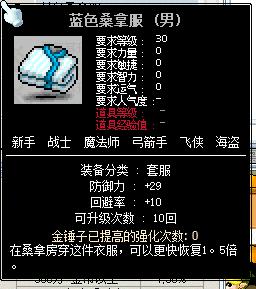 蓝色桑拿服 (男)
要求等级 : 30
要求力量 : 0
要求敏捷 : 0
要求智力 : 0
要求运气 : 0
要求人气度 : -
道具等级 : -
道具经验值 : -
新手 战士 魔法师 弓箭手 飞侠 海盗
装备分类 : 套服
防御力 : +29
回避率 : +10
可升级次数 : 10回
金锤子已提高的强化次数: 0
在桑拿房穿这件衣服，可以更快恢复1。5倍
。